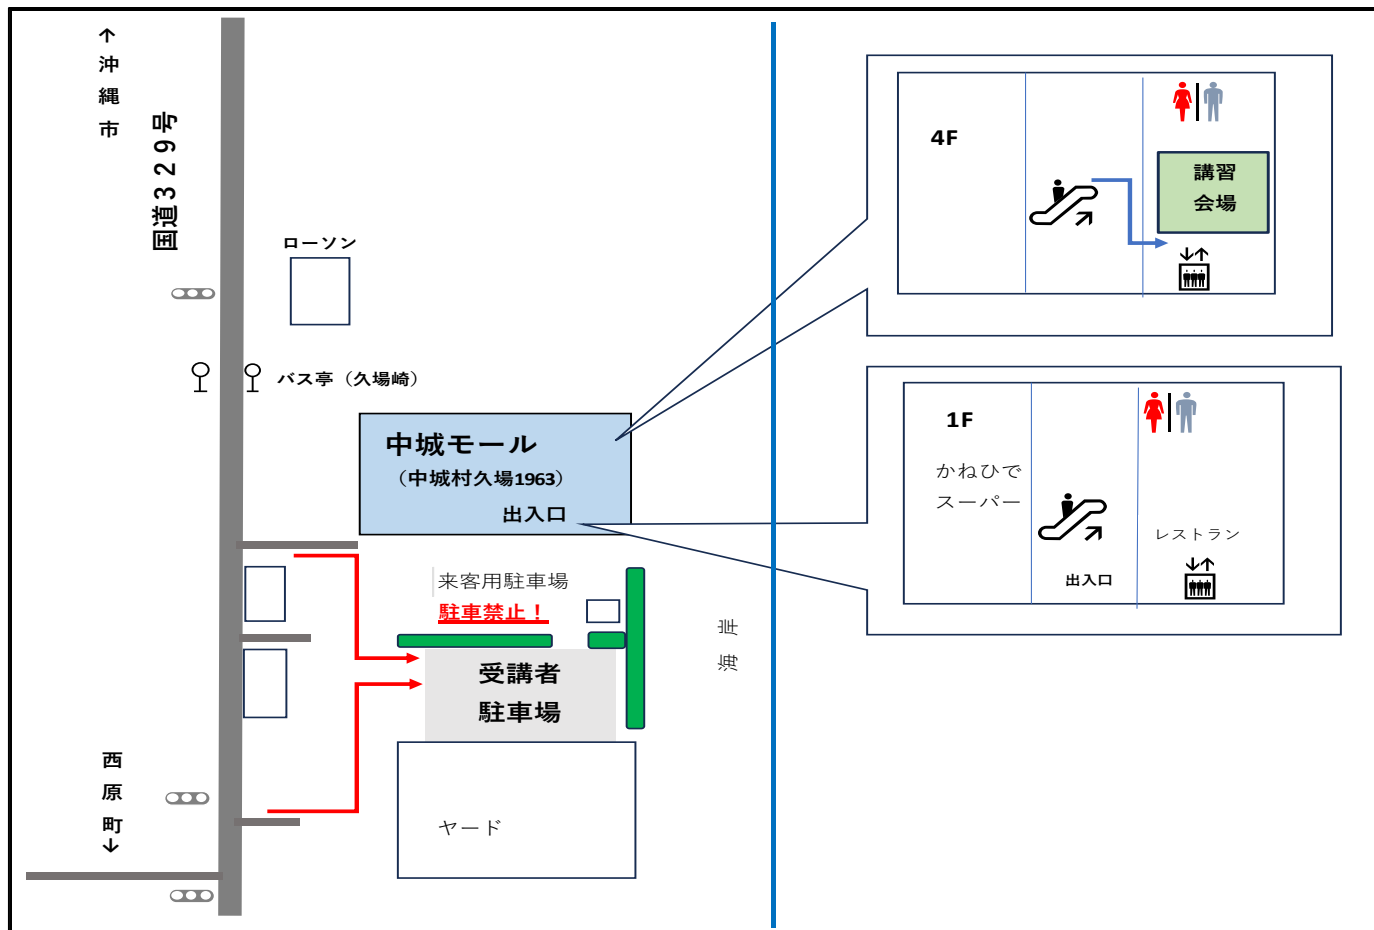 ↑沖縄市
国道３２９号
ローソン
バス亭（久場崎）
中城モール
（中城村久場1963）
出入口
来客用駐車場
駐車禁止！
受講者
駐車場
ヤード
西原町↓
海岸
4F
講習
会場
↓↑
1F
かねひで
スーパー
レストラン
出入口
↓↑